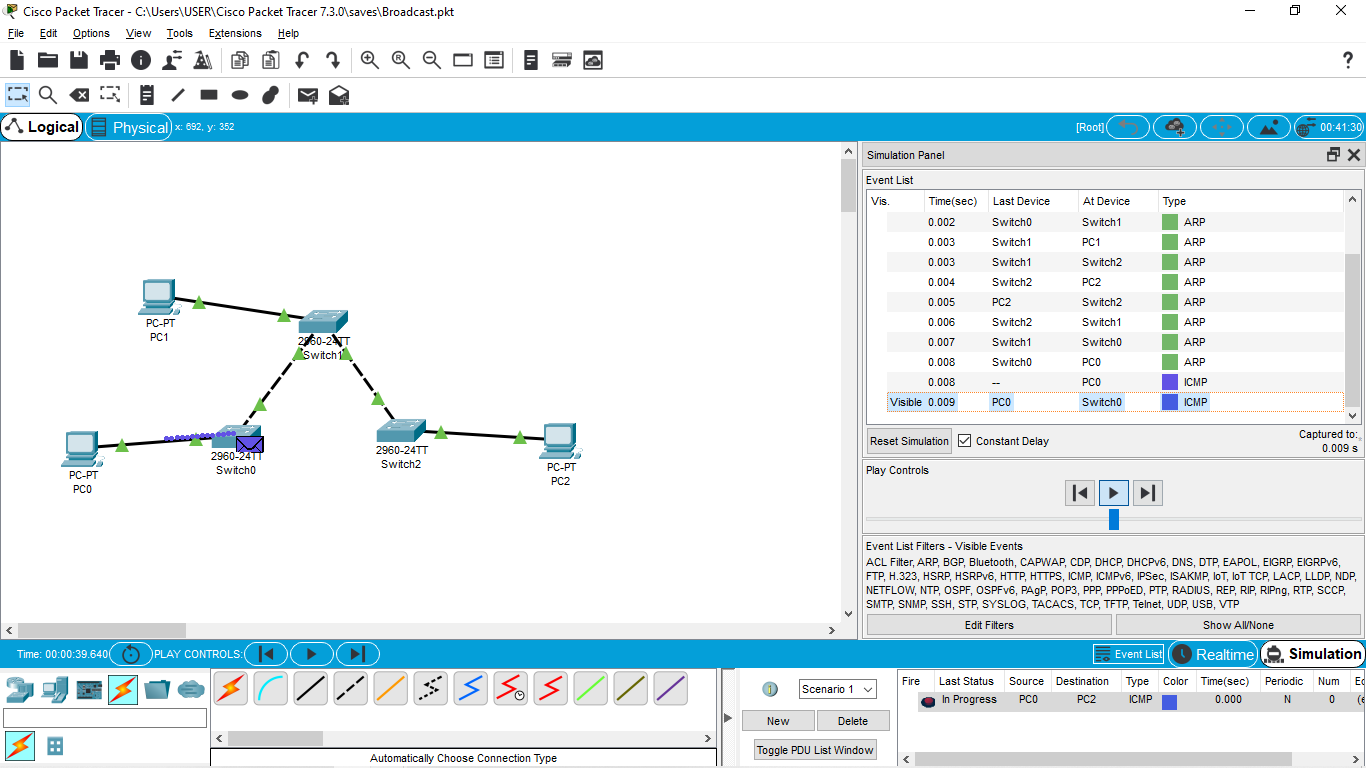 Cisco Packet Tracer - C:\Users\USER\Cisco Packet Tracer 7.3.0\saves\Broadcast.pkt
File Edit Options View Tools Extensions Help
?
Logical Physical x: 692, y: 352 [Root] 00:41:30
PC-PT
PC1
2960-24TT
Switch1
PC-PT
PC0
2960-24TT
Switch0
2960-24TT
Switch2
PC-PT
PC2
Simulation Panel
Event List
Vis. Time(sec) Last Device At Device Type
0.002 Switch0 Switch1 ARP
0.003 Switch1 PC1 ARP
0.003 Switch1 Switch2 ARP
0.004 Switch2 PC2 ARP
0.005 PC2 Switch2 ARP
0.006 Switch2 Switch1 ARP
0.007 Switch1 Switch0 ARP
0.008 Switch0 PC0 ARP
0.008 -- PC0 ICMP
Visible 0.009 PC0 Switch0 ICMP
Reset Simulation Constant Delay Captured to:
0.009 s
Play Controls
Event List Filters - Visible Events
ACL Filter, ARP, BGP, Bluetooth, CAPWAP, CDP, DHCP, DHCPv6, DNS, DTP, EAPOL, EIGRP, EIGRPv6,
FTP, H.323, HSRP, HSRPv6, HTTP, HTTPS, ICMP, ICMPv6, IPSec, ISAKMP, IoT, IoT TCP, LACP, LLDP, NDP,
NETFLOW, NTP, OSPF, OSPFv6, PAgP, POP3, PPP, PPPoED, PTP, RADIUS, REP, RIP, RIPng, RTP, SCCP,
SMTP, SNMP, SSH, STP, SYSLOG, TACACS, TCP, TFTP, Telnet, UDP, USB, VTP
Edit Filters Show All/None
Time: 00:00:39.640 PLAY CONTROLS: Event List Realtime Simulation
Automatically Choose Connection Type
Scenario 1
New Delete
Toggle PDU List Window
Fire Last Status Source Destination Type Color Time(sec) Periodic Num Ec
In Progress PC0 PC2 ICMP 0.000 N 0 (e